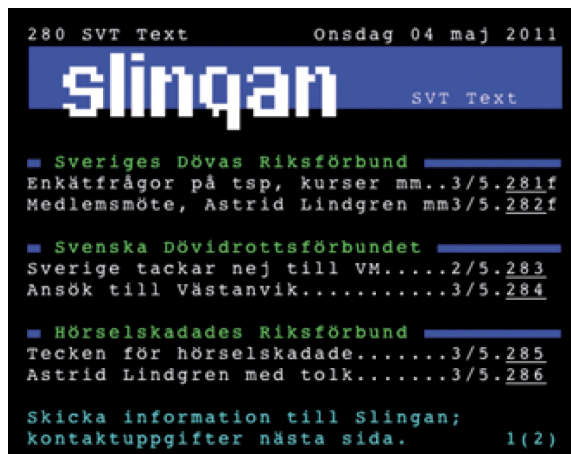 280 SVT Text Onsdag 04 maj 2011
slingan
SVT Text
Sveriges Dövas Riksförbund
Enkätfrågor på tsp, kurser mm..3/5.281f
Medlemsmöte, Astrid Lindgren mm3/5.282f
Svenska Dövidrottsförbundet
Sverige tackar nej till VM.....2/5.283
Ansök till Västanvik...........3/5.284
Hörselskadades Riksförbund
Tecken för hörselskadade.......3/5.285
Astrid Lindgren med tolk.......3/5.286
Skicka information till Slingan;
kontaktuppgifter nästa sida. 1(2)